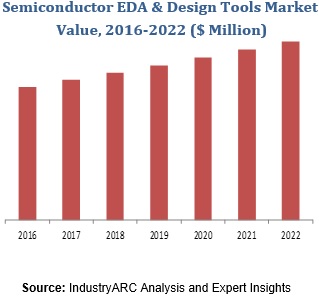 Semiconductor EDA & Design Tools Market
Value, 2016-2022 ($ Million)
2016 2017 2018 2019 2020 2021 2022
Source: IndustryARC Analysis and Expert Insights